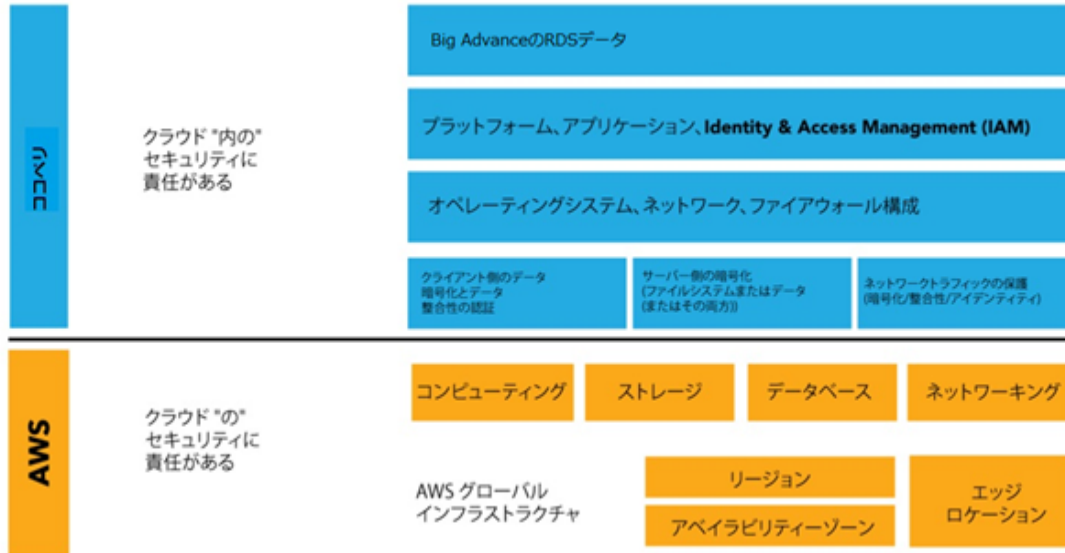 ココペリ
クラウド "内の"
セキュリティに
責任がある
Big AdvanceのRDSデータ
プラットフォーム、アプリケーション、Identity & Access Management (IAM)
オペレーティングシステム、ネットワーク、ファイアウォール構成
クライアント側のデータ
暗号化とデータ
整合性の認証
サーバー側の暗号化
(ファイルシステムまたはデータ
(またはその両方))
ネットワークトラフィックの保護
(暗号化/整合性/アイデンティティ)
AWS
クラウド "の"
セキュリティに
責任がある
コンピューティング
ストレージ
データベース
ネットワーキング
AWS グローバル
インフラストラクチャ
リージョン
アベイラビリティーゾーン
エッジ
ロケーション